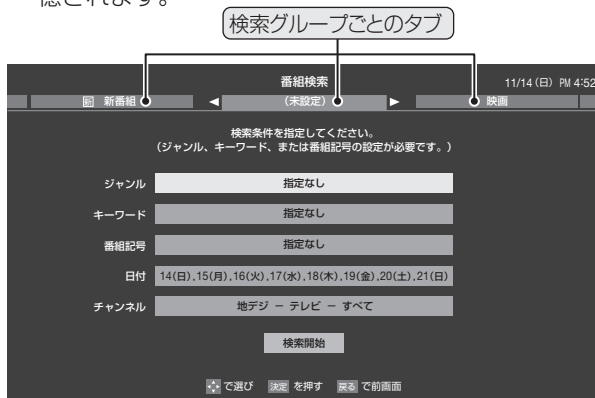 憶されます。
検索グループごとのタブ
番組検索
11/14 (日) PM 4:52
新 新番組
◀ (未設定) ▶
映画
検索条件を指定してください。
(ジャンル、キーワード、または番組記号の設定が必要です。)
ジャンル 指定なし
キーワード 指定なし
番組記号 指定なし
日付 14(日),15(月),16(火),17(水),18(木),19(金),20(土),21(日)
チャンネル 地デジ － テレビ － すべて
検索開始
で選び 決定 を押す 戻る で前画面